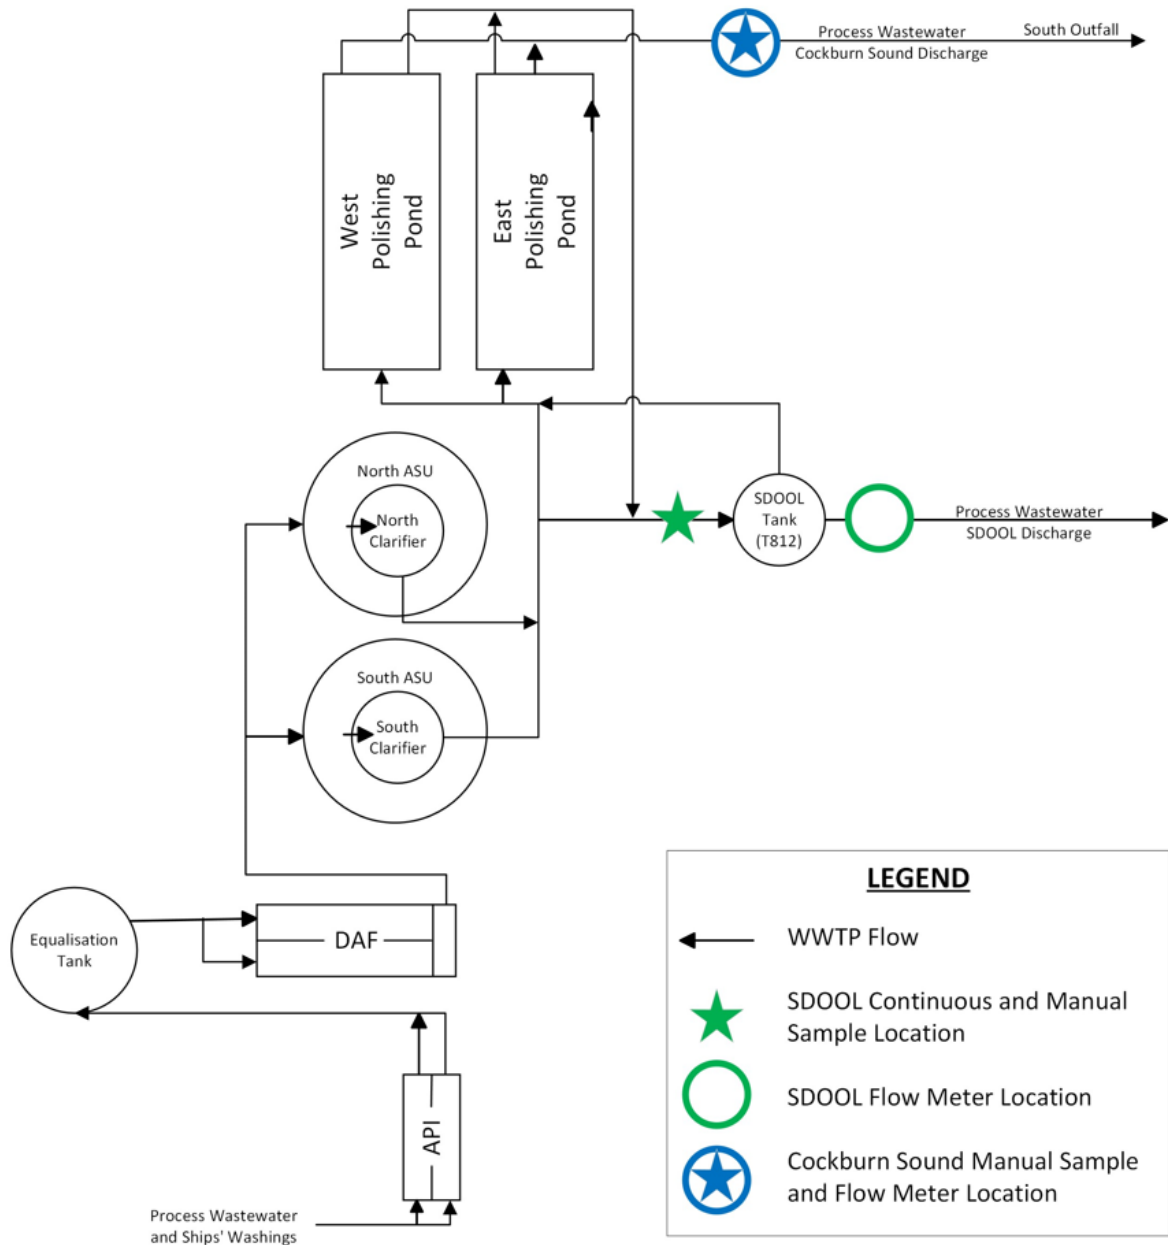 Process Wastewater
Cockburn Sound Discharge
South Outfall
West
Polishing
Pond
East
Polishing
Pond
North ASU
North
Clarifier
SDOOL
Tank
(T812)
Process Wastewater
SDOOL Discharge
South ASU
South
Clarifier
Equalisation
Tank
DAF
API
Process Wastewater
and Ships' Washings
LEGEND
WWTP Flow
SDOOL Continuous and Manual
Sample Location
SDOOL Flow Meter Location
Cockburn Sound Manual Sample
and Flow Meter Location